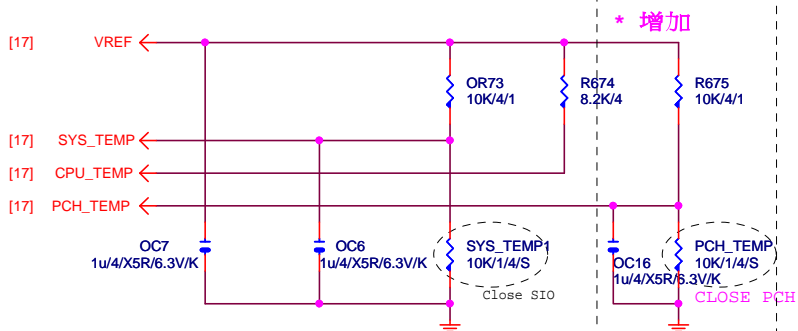 * 增加
[17] VREF
OR73
10K/4/1
R674
8.2K/4
R675
10K/4/1
[17] SYS_TEMP
[17] CPU_TEMP
[17] PCH_TEMP
OC7
1u/4/X5R/6.3V/K
OC6
1u/4/X5R/6.3V/K
SYS_TEMP1
10K/1/4/S
Close SIO
OC16
1u/4/X5R/6.3V/K
PCH_TEMP
10K/1/4/S
CLOSE PCH